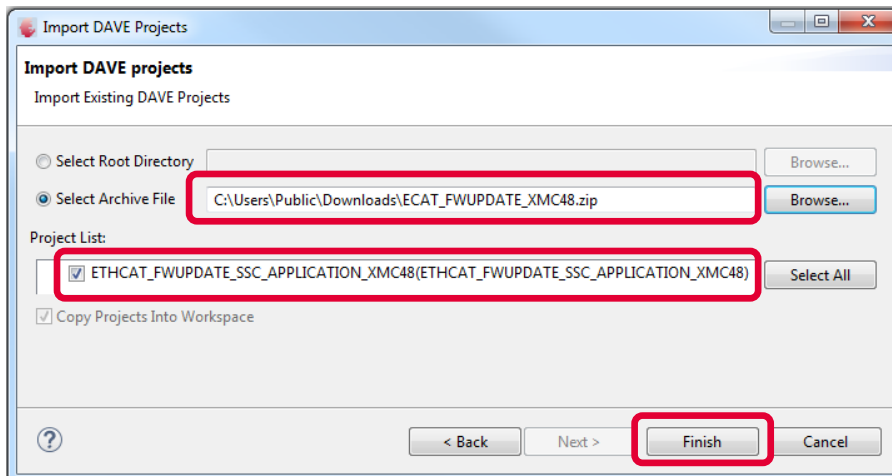 Import DAVE Projects
Import DAVE projects
Import Existing DAVE Projects
Select Root Directory
Browse...
Select Archive File
C:\Users\Public\Downloads\ECAT_FWUPDATE_XMC48.zip
Browse...
Project List:
ETHCAT_FWUPDATE_SSC_APPLICATION_XMC48(ETHCAT_FWUPDATE_SSC_APPLICATION_XMC48)
Select All
Copy Projects Into Workspace
?
< Back
Next >
Finish
Cancel